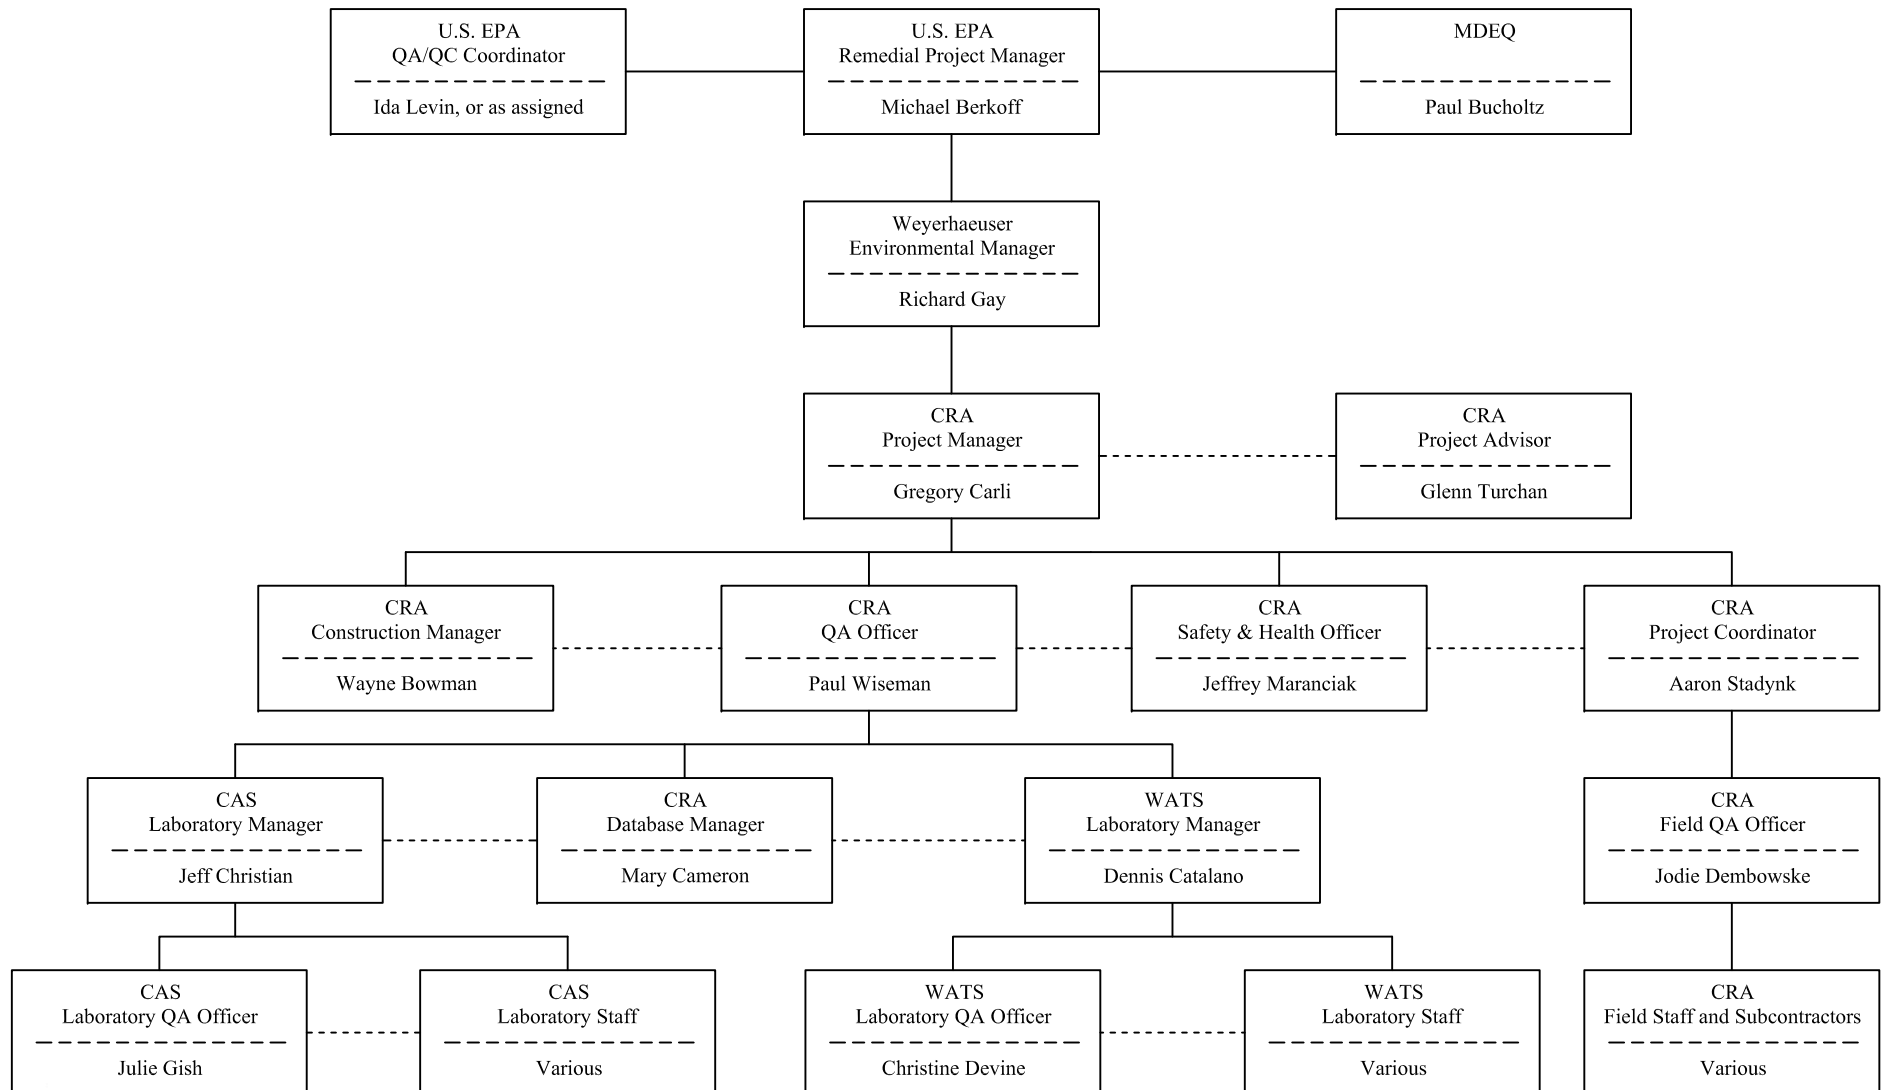 U.S. EPA
QA/QC Coordinator
Ida Levin, or as assigned
U.S. EPA
Remedial Project Manager
Michael Berkoff
MDEQ
Paul Bucholtz
Weyerhaeuser
Environmental Manager
Richard Gay
CRA
Project Manager
Gregory Carli
CRA
Project Advisor
Glenn Turchan
CRA
Construction Manager
Wayne Bowman
CRA
QA Officer
Paul Wiseman
CRA
Safety & Health Officer
Jeffrey Maranciak
CRA
Project Coordinator
Aaron Stadynk
CAS
Laboratory Manager
Jeff Christian
CRA
Database Manager
Mary Cameron
WATS
Laboratory Manager
Dennis Catalano
CRA
Field QA Officer
Jodie Dembowske
CAS
Laboratory QA Officer
Julie Gish
CAS
Laboratory Staff
Various
WATS
Laboratory QA Officer
Christine Devine
WATS
Laboratory Staff
Various
CRA
Field Staff and Subcontractors
Various